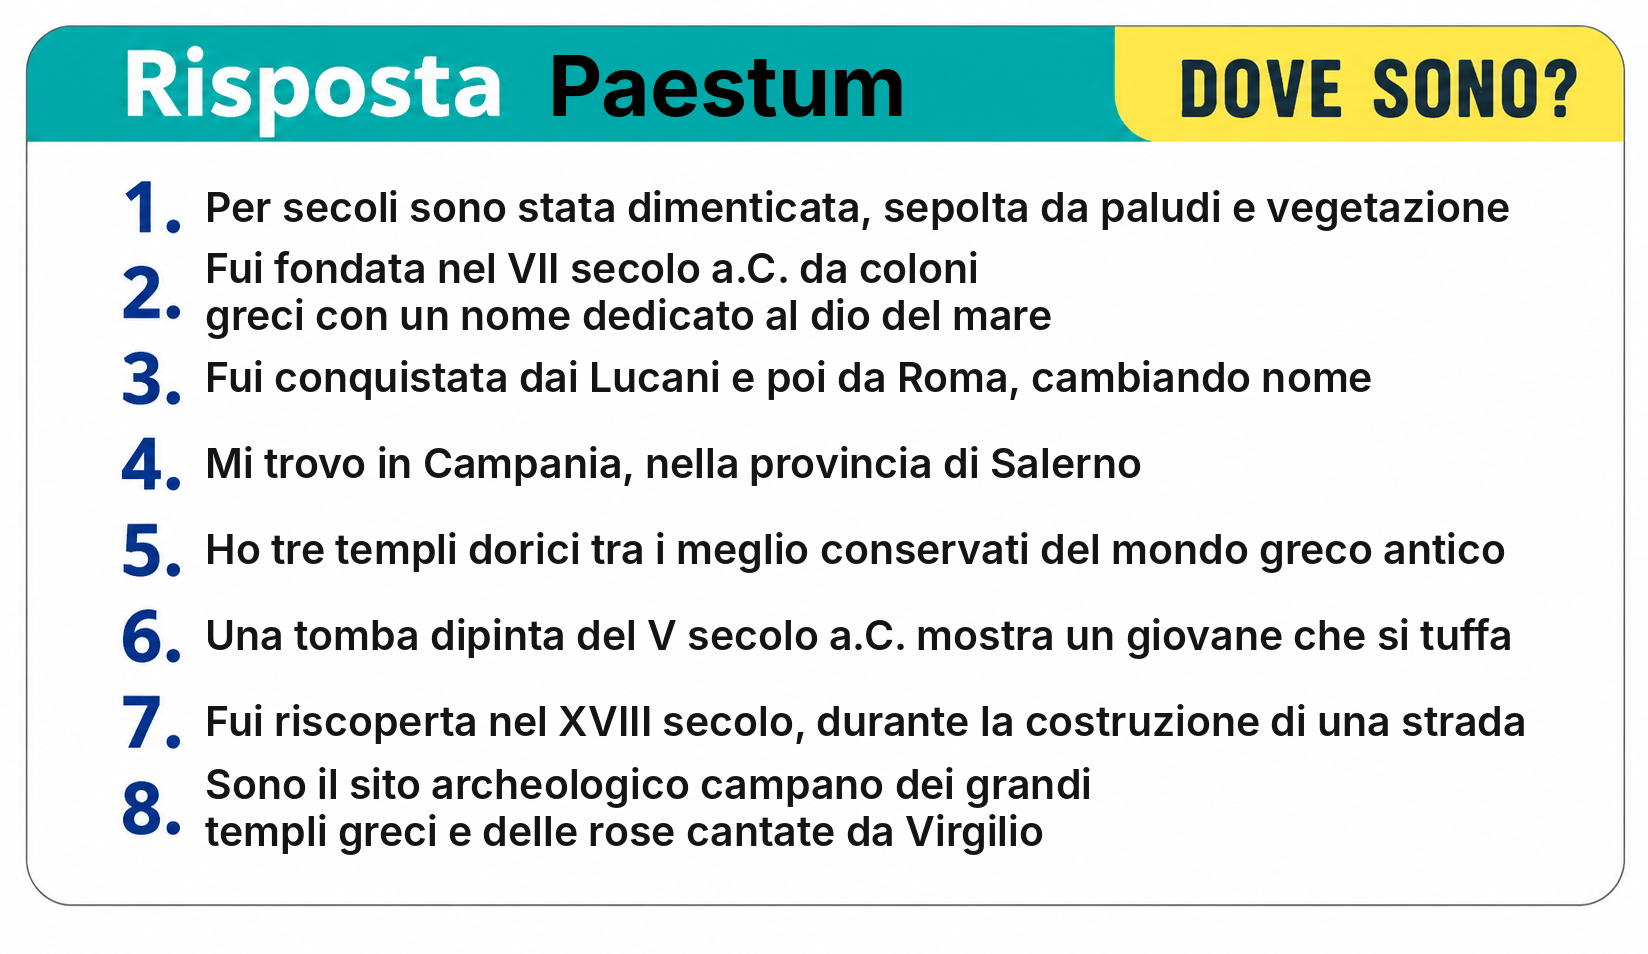 Risposta Paestum
DOVE SONO?
1. Per secoli sono stata dimenticata, sepolta da paludi e vegetazione
2. Fui fondata nel VII secolo a.C. da coloni
greci con un nome dedicato al dio del mare
3. Fui conquistata dai Lucani e poi da Roma, cambiando nome
4. Mi trovo in Campania, nella provincia di Salerno
5. Ho tre templi dorici tra i meglio conservati del mondo greco antico
6. Una tomba dipinta del V secolo a.C. mostra un giovane che si tuffa
7. Fui riscoperta nel XVIII secolo, durante la costruzione di una strada
8. Sono il sito archeologico campano dei grandi
templi greci e delle rose cantate da Virgilio